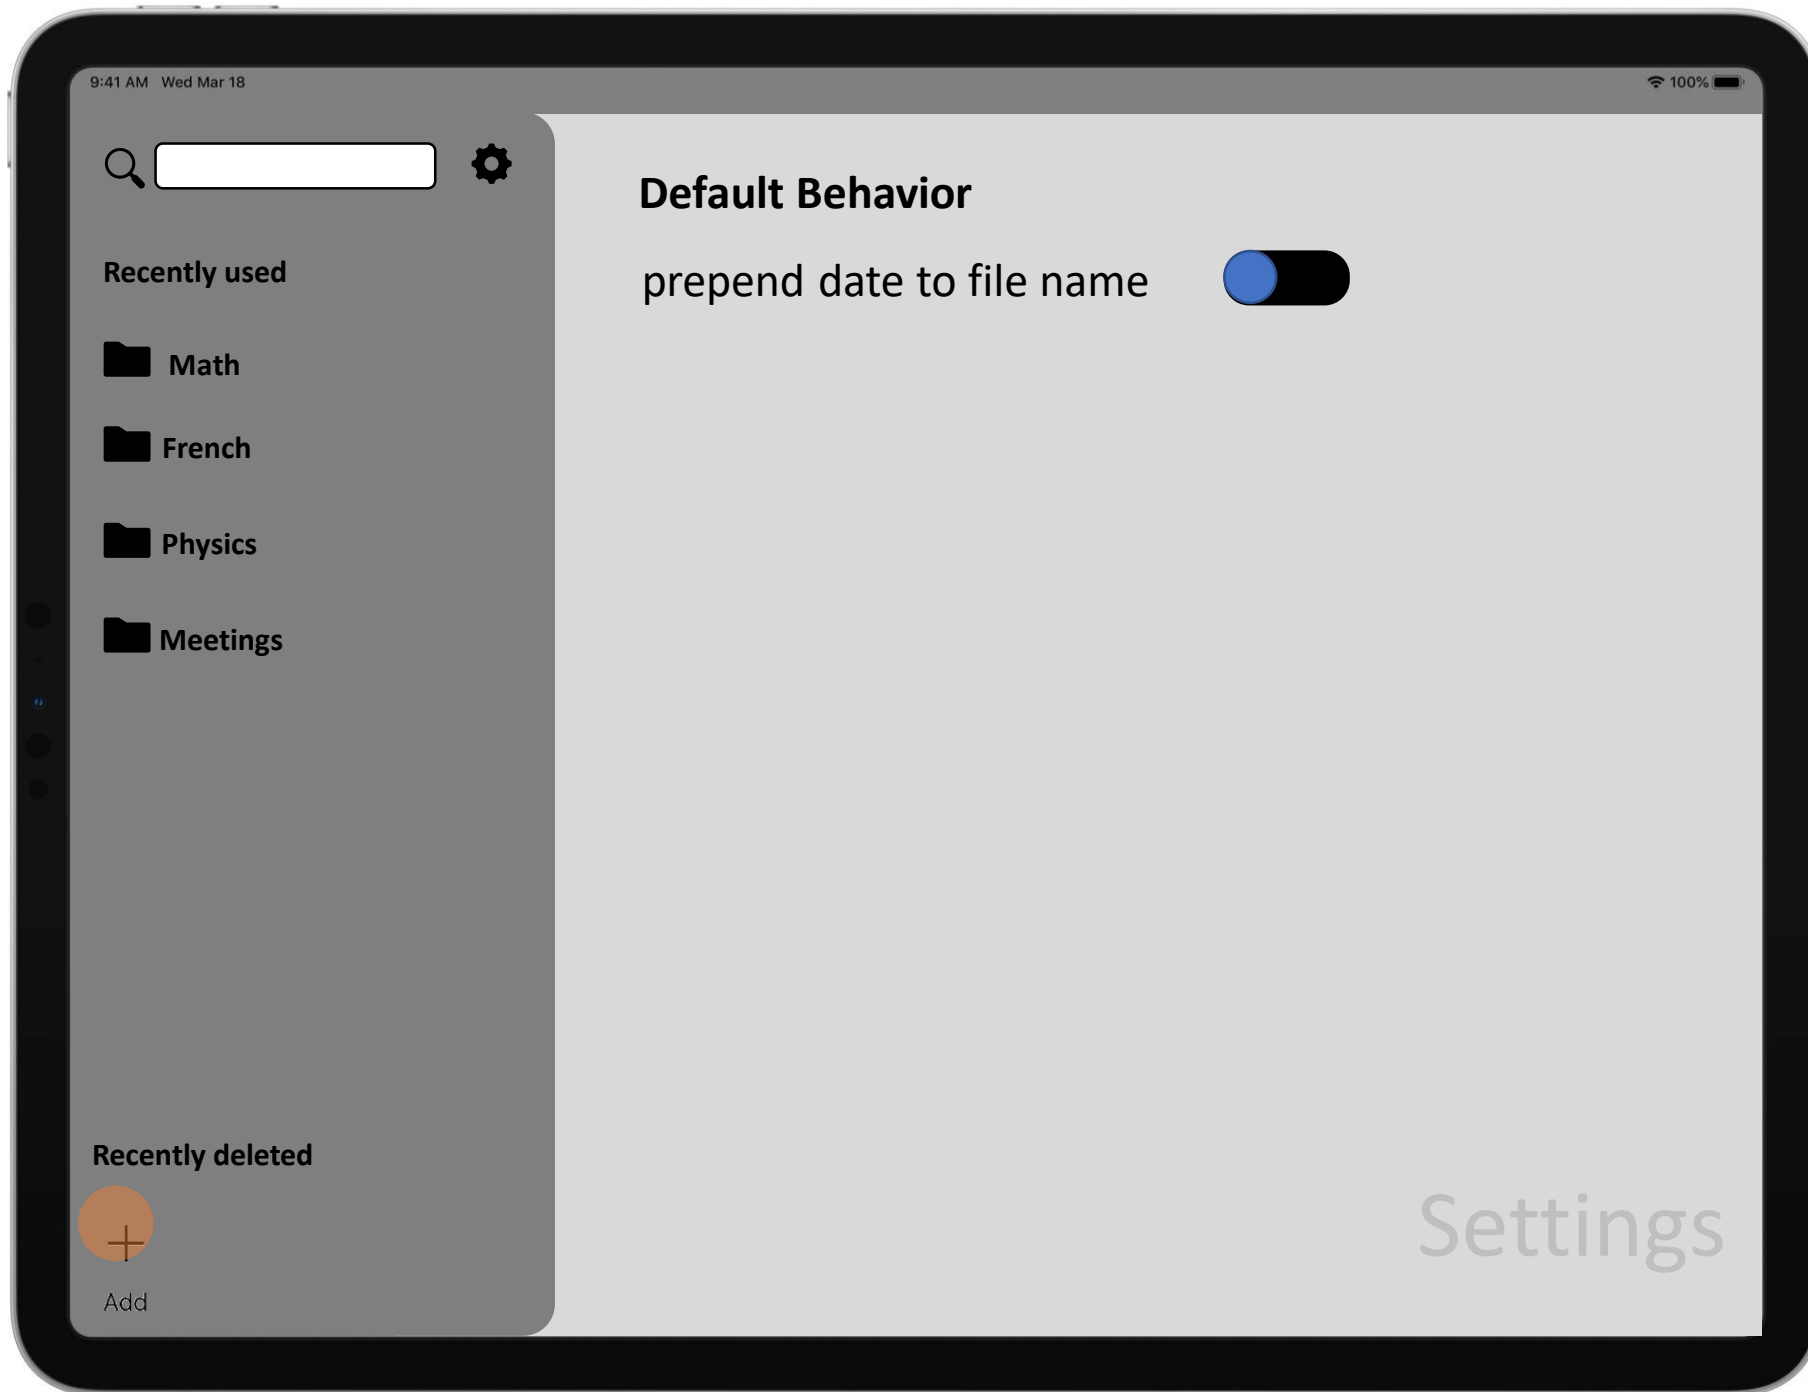 9:41 AM Wed Mar 18
100%
Recently used
Math
French
Physics
Meetings
Recently deleted
Add
Default Behavior
prepend date to file name
Settings